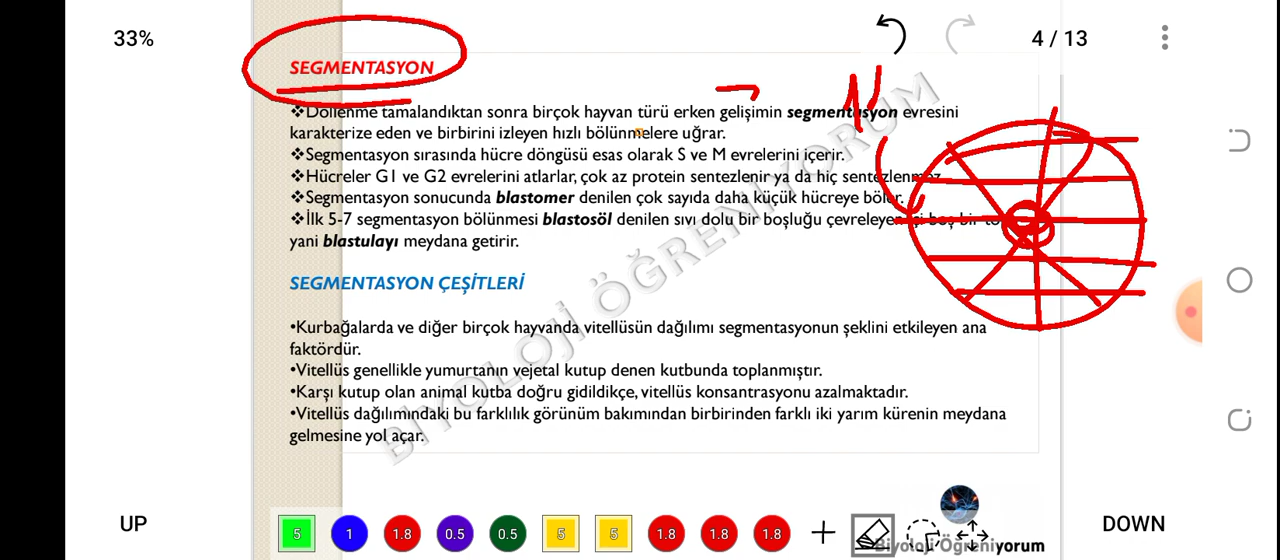 33%
4 / 13
SEGMENTASYON
❖Döllenme tamalandıktan sonra birçok hayvan türü erken gelişimin segmentasyon evresini
karakterize eden ve birbirini izleyen hızlı bölünmelere uğrar.
❖Segmentasyon sırasında hücre döngüsü esas olarak S ve M evrelerini içerir.
❖Hücreler G1 ve G2 evrelerini atlarlar, çok az protein sentezlenir ya da hiç sentezlenmez.
❖Segmentasyon sonucunda blastomer denilen çok sayıda daha küçük hücreye böler.
❖İlk 5-7 segmentasyon bölünmesi blastosöl denilen sıvı dolu bir boşluğu çevreleyen içi boş bir
yani blastulayı meydana getirir.
SEGMENTASYON ÇEŞİTLERİ
•Kurbağalarda ve diğer birçok hayvanda vitellüsün dağılımı segmentasyonun şeklini etkileyen ana
faktördür.
•Vitellüs genellikle yumurtanın vejetal kutup denen kutbunda toplanmıştır.
•Karşı kutup olan animal kutba doğru gidildikçe, vitellüs konsantrasyonu azalmaktadır.
•Vitellüs dağılımındaki bu farklılık görünüm bakımından birbirinden farklı iki yarım kürenin meydana
gelmesine yol açar.
BİYOLOJİ ÖĞRENİYORUM
UP
5 1 1.8 0.5 0.5 5 5 1.8 1.8 1.8
DOWN
Biyoloji Öğreniyorum